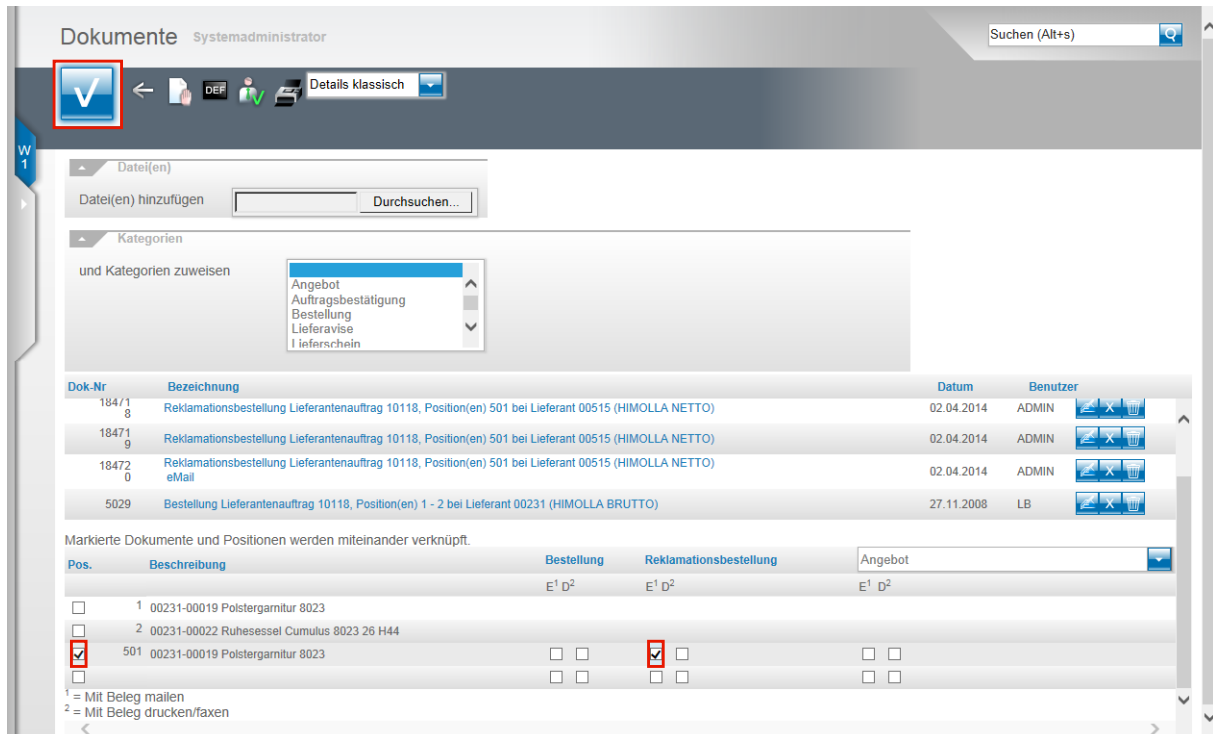 Dokumente Systemadministrator
Suchen (Alt+s)
DEF
Details klassisch
W
1
Datei(en)
Datei(en) hinzufügen Durchsuchen...
Kategorien
und Kategorien zuweisen
Angebot
Auftragsbestätigung
Bestellung
Lieferavise
Lieferschein
Dok-Nr Bezeichnung Datum Benutzer
18471
8 Reklamationsbestellung Lieferantenauftrag 10118, Position(en) 501 bei Lieferant 00515 (HIMOLLA NETTO) 02.04.2014 ADMIN X
18471
9 Reklamationsbestellung Lieferantenauftrag 10118, Position(en) 501 bei Lieferant 00515 (HIMOLLA NETTO) 02.04.2014 ADMIN X
18472
0 Reklamationsbestellung Lieferantenauftrag 10118, Position(en) 501 bei Lieferant 00515 (HIMOLLA NETTO) 02.04.2014 ADMIN X
eMail
5029 Bestellung Lieferantenauftrag 10118, Position(en) 1 - 2 bei Lieferant 00231 (HIMOLLA BRUTTO) 27.11.2008 LB X
Markierte Dokumente und Positionen werden miteinander verknüpft.
Pos. Beschreibung Bestellung Reklamationsbestellung Angebot
E¹ D² E¹ D² E¹ D²
1 00231-00019 Polstergarnitur 8023
2 00231-00022 Ruhesessel Cumulus 8023 26 H44
501 00231-00019 Polstergarnitur 8023
¹ = Mit Beleg mailen
² = Mit Beleg drucken/faxen